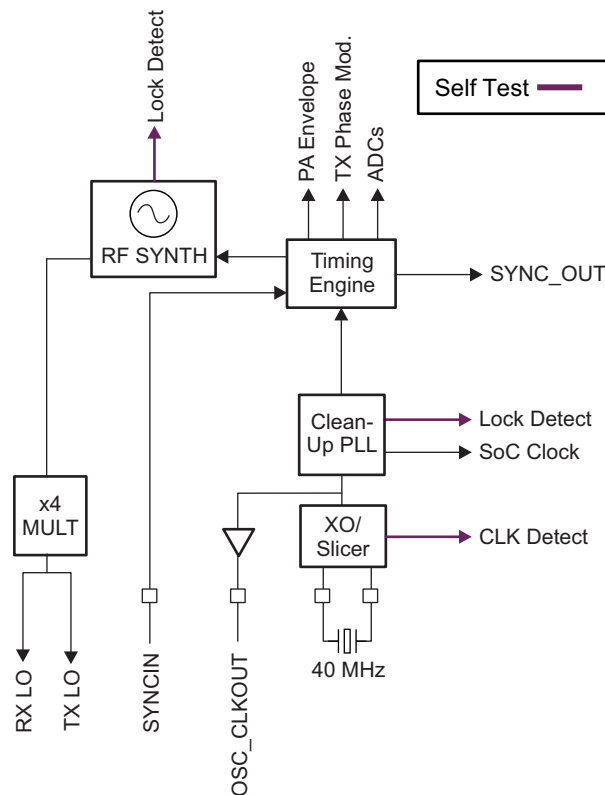 Lock Detect
PA Envelope
TX Phase Mod.
ADCs
Self Test
RF SYNTH
Timing
Engine
SYNC_OUT
Clean-
Up PLL
Lock Detect
SoC Clock
x4
MULT
XO/
Slicer
CLK Detect
40 MHz
RX LO
TX LO
SYNCIN
OSC_CLKOUT